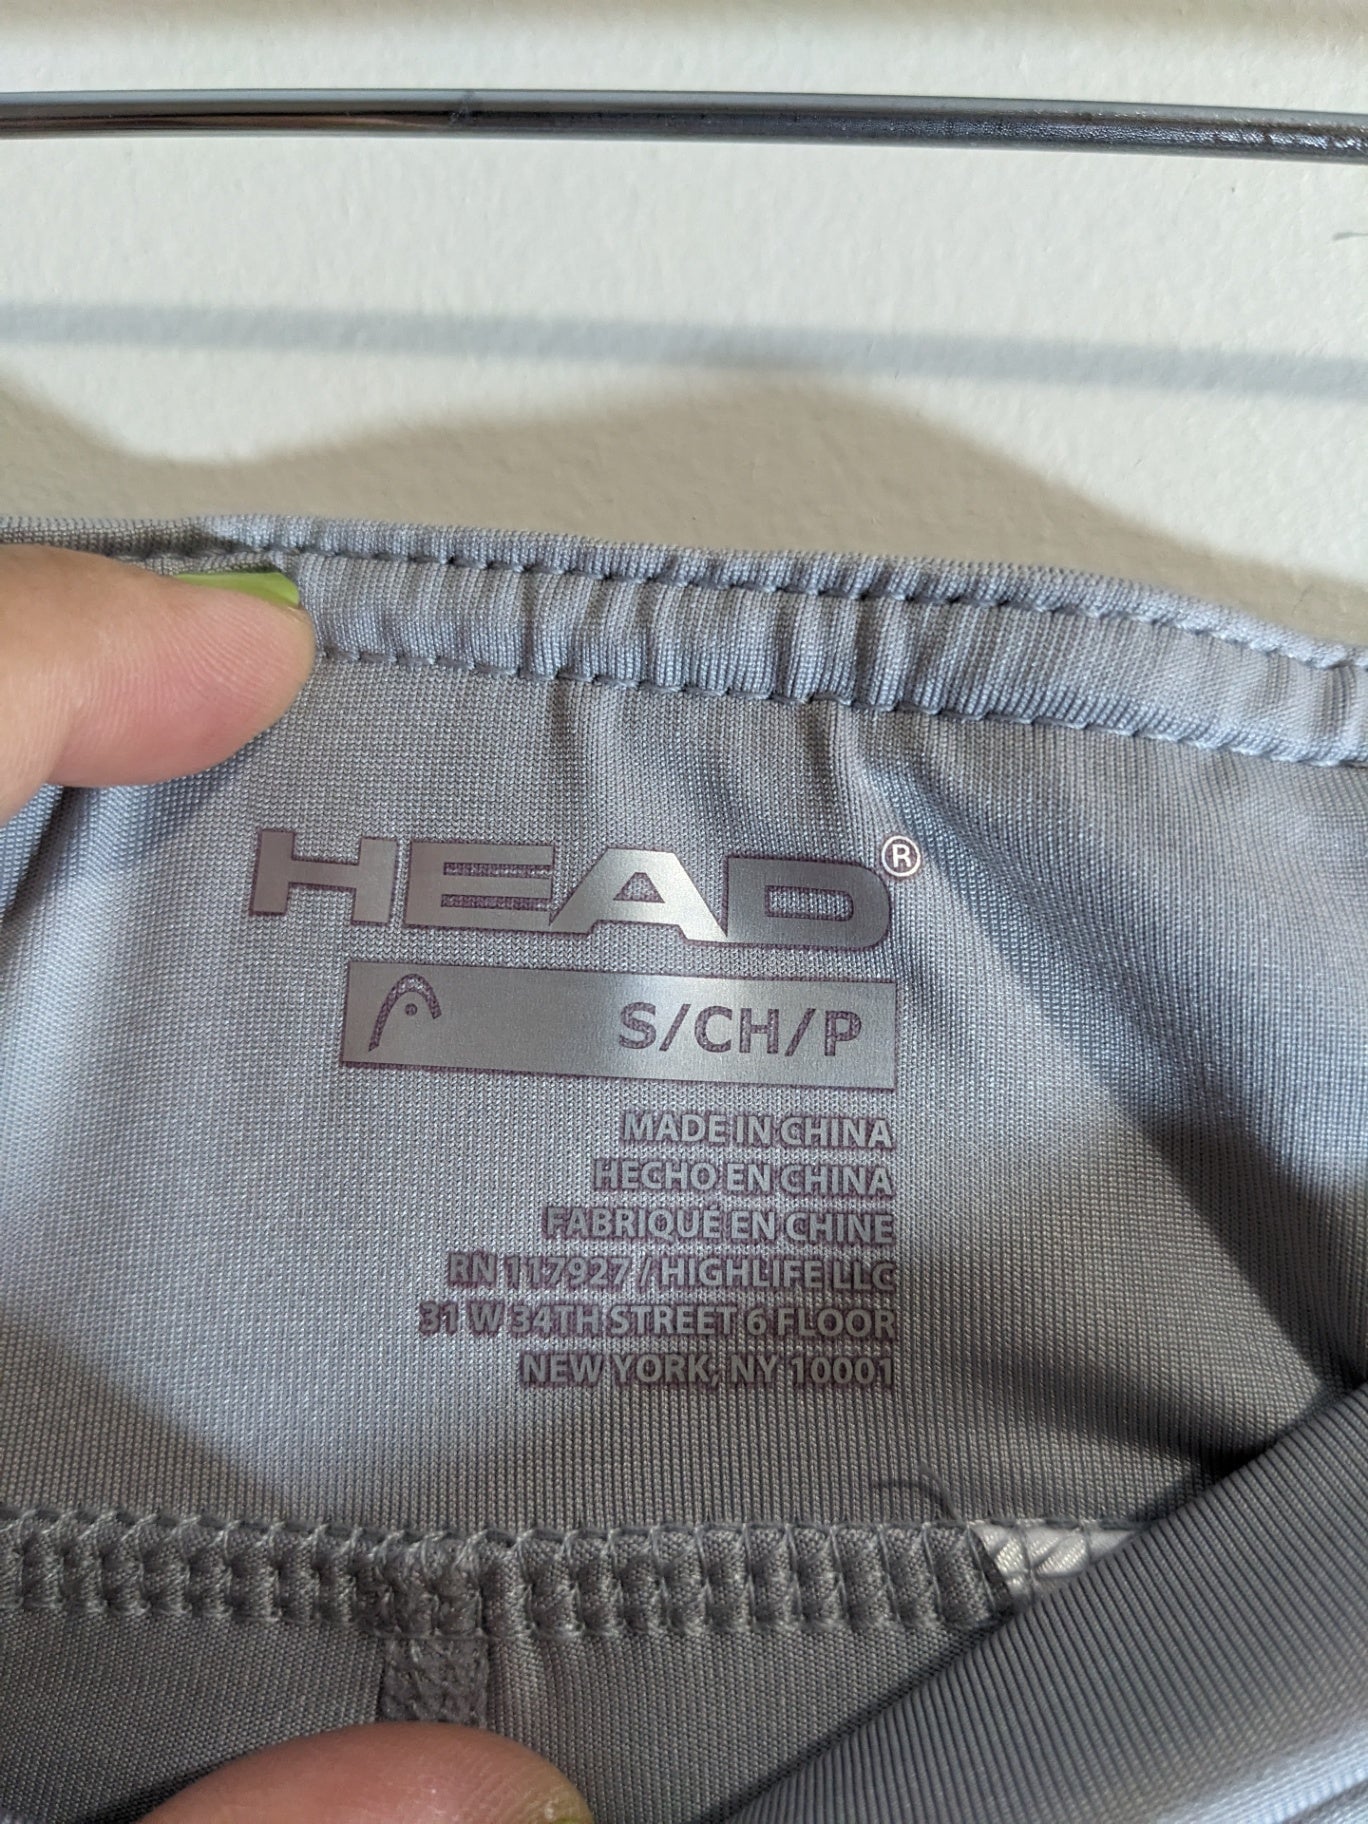 HEAD®
S/CH/P
MADE IN CHINA
HECHO EN CHINA
FABRIQUÉ EN CHINE
RN 117927 / HIGHLIFE LLC
31 W 34TH STREET 6 FLOOR
NEW YORK, NY 10001